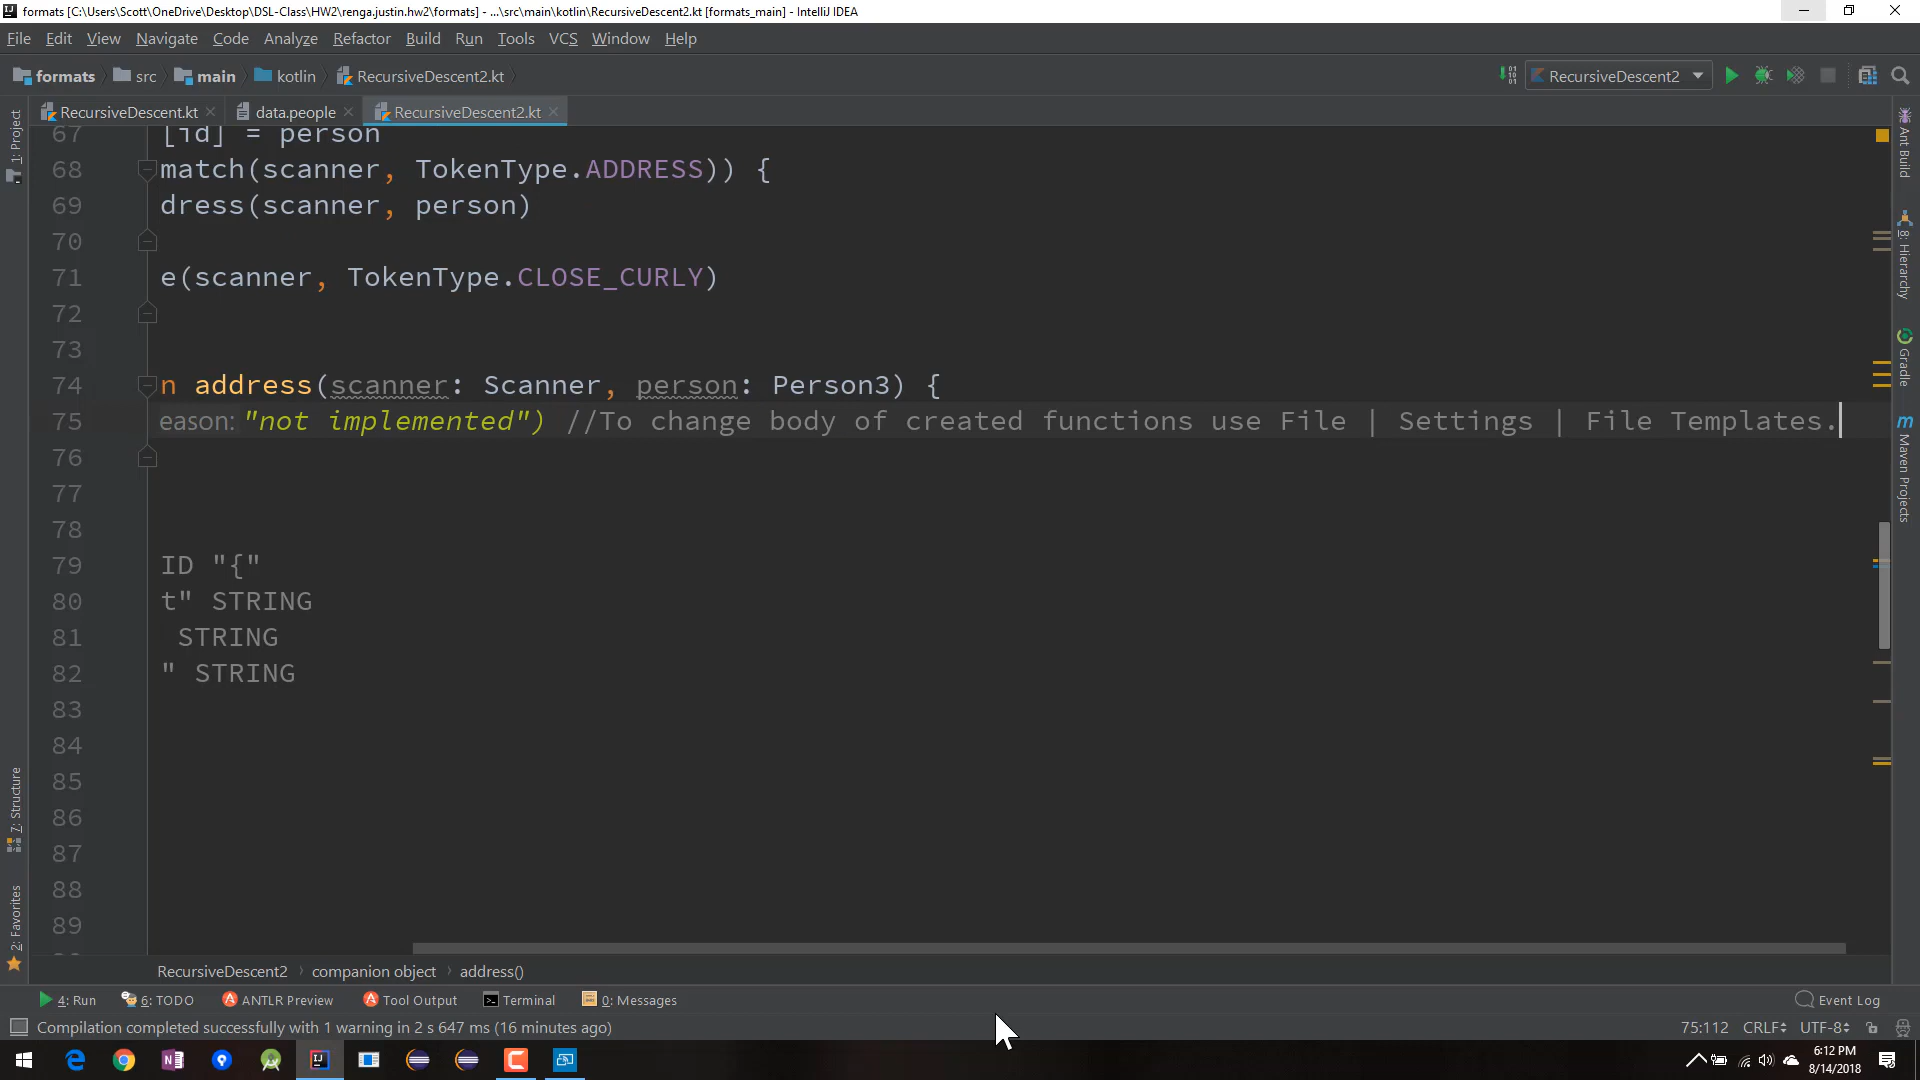 formats [C:\Users\Scott\OneDrive\Desktop\DSL-Class\HW2\renga.justin.hw2\formats] - ...\src\main\kotlin\RecursiveDescent2.kt [formats_main] - IntelliJ IDEA
File Edit View Navigate Code Analyze Refactor Build Run Tools VCS Window Help
formats src main kotlin RecursiveDescent2.kt RecursiveDescent2
RecursiveDescent.kt data.people RecursiveDescent2.kt
1: Project
7: Structure
2: Favorites
67 [id] = person
68 match(scanner, TokenType.ADDRESS)) {
69 dress(scanner, person)
70
71 e(scanner, TokenType.CLOSE_CURLY)
72
73
74 n address(scanner: Scanner, person: Person3) {
75 eason: "not implemented") //To change body of created functions use File | Settings | File Templates.
76
77
78
79 ID "{"
80 t" STRING
81 STRING
82 " STRING
83
84
85
86
87
88
89
Ant Build
8: Hierarchy
Gradle
Maven Projects
RecursiveDescent2 › companion object › address()
4: Run 6: TODO ANTLR Preview Tool Output Terminal 0: Messages Event Log
Compilation completed successfully with 1 warning in 2 s 647 ms (16 minutes ago) 75:112 CRLF UTF-8
6:12 PM
8/14/2018